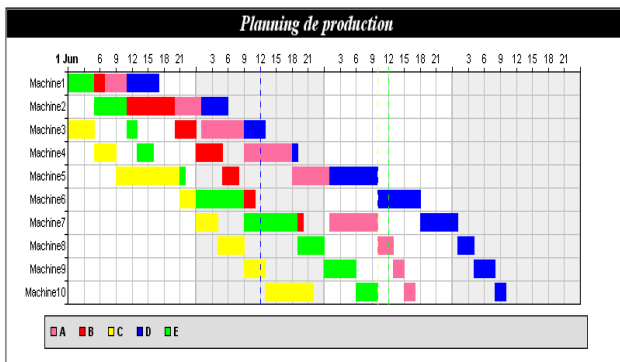 Planning de production
1 Jun 6 9 12 15 18 21 3 6 9 12 15 18 21 3 6 9 12 15 18 21 3 6 9 12 15 18 21
Machine1
Machine2
Machine3
Machine4
Machine5
Machine6
Machine7
Machine8
Machine9
Machine10
A B C D E